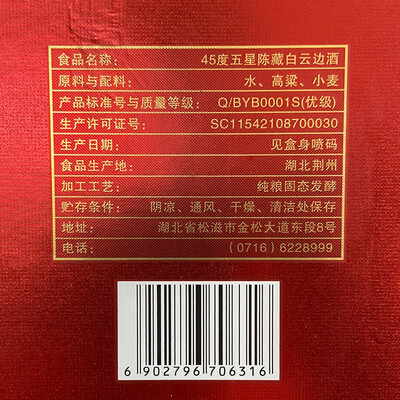 食品名称: 45度五星陈藏白云边酒
原料与配料: 水、高粱、小麦
产品标准号与质量等级: Q/BYB0001S(优级)
生产许可证号: SC11542108700030
生产日期: 见盒身喷码
食品生产地: 湖北荆州
加工工艺: 纯粮固态发酵
贮存条件: 阴凉、通风、干燥、清洁处保存
地址: 湖北省松滋市金松大道东段8号
电话: (0716)6228999
6 902796 706316